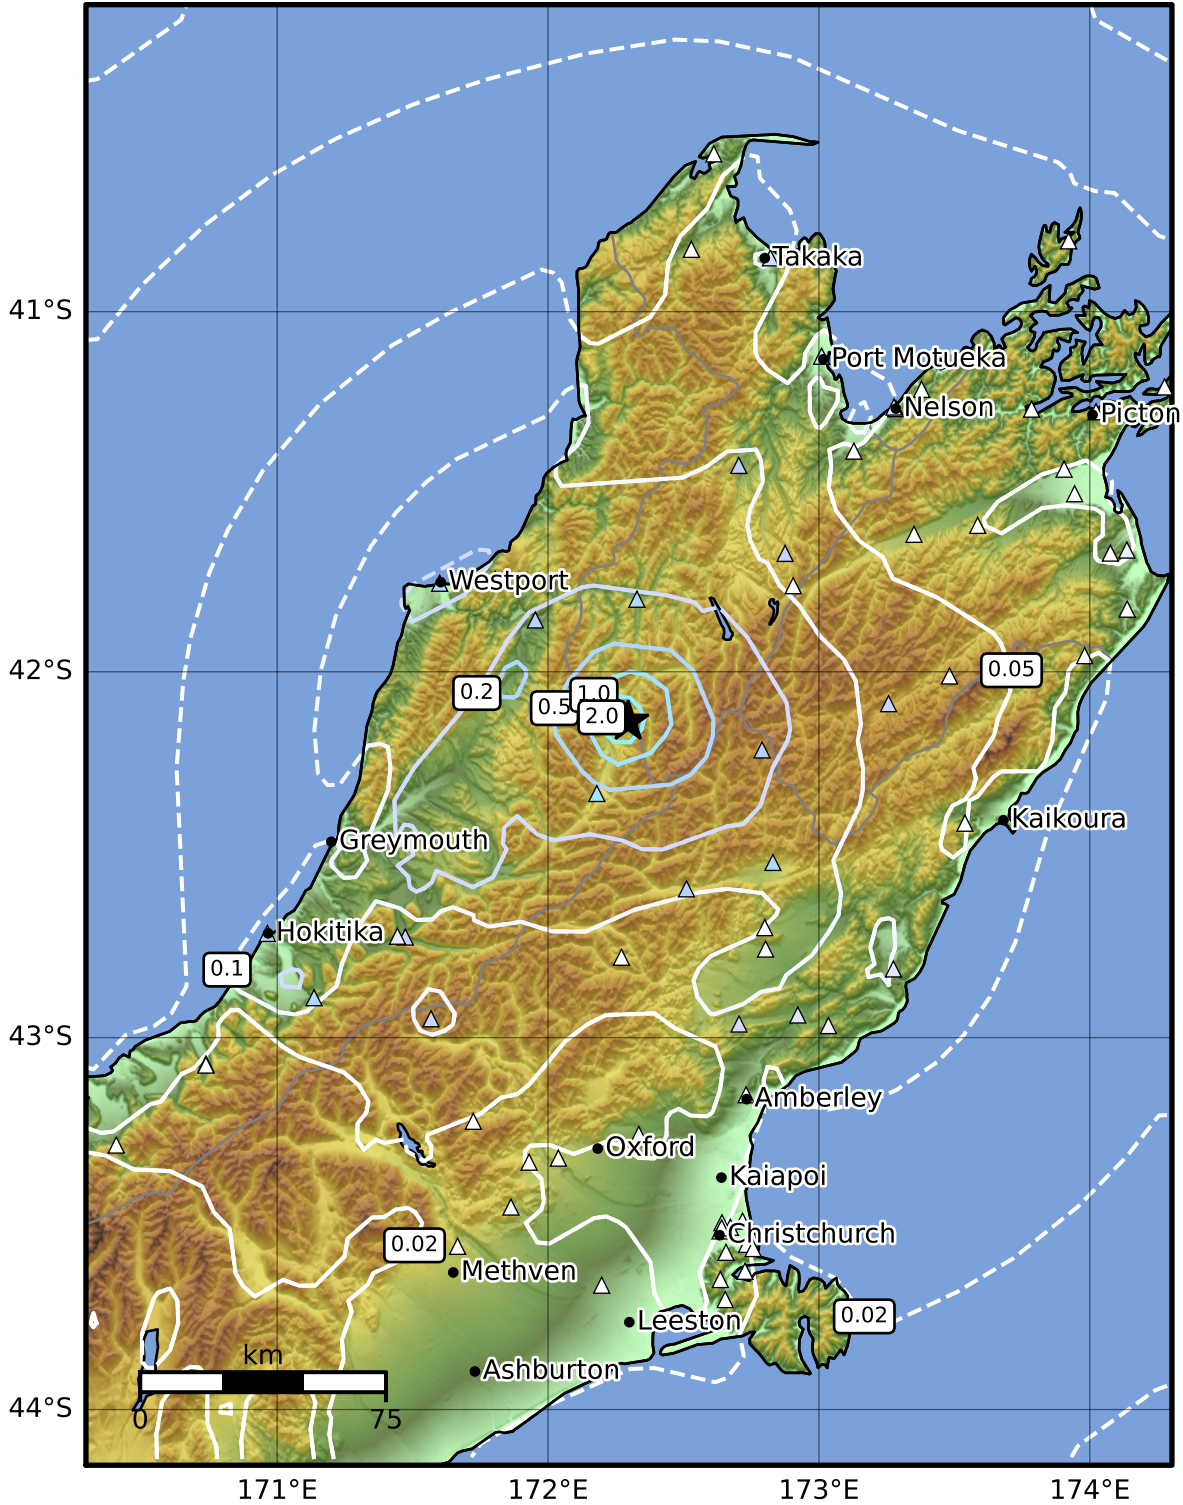 Takaka
41°S
Port Motueka
Nelson
Picton
Westport
42°S
0.05
0.2
1.0
0.5
2.0
Kaikoura
Greymouth
Hokitika
0.1
43°S
Amberley
Oxford
Kaiapoi
Christchurch
0.02
Methven
0.02
Leeston
km
Ashburton
44°S
0
75
171°E
172°E
173°E
174°E